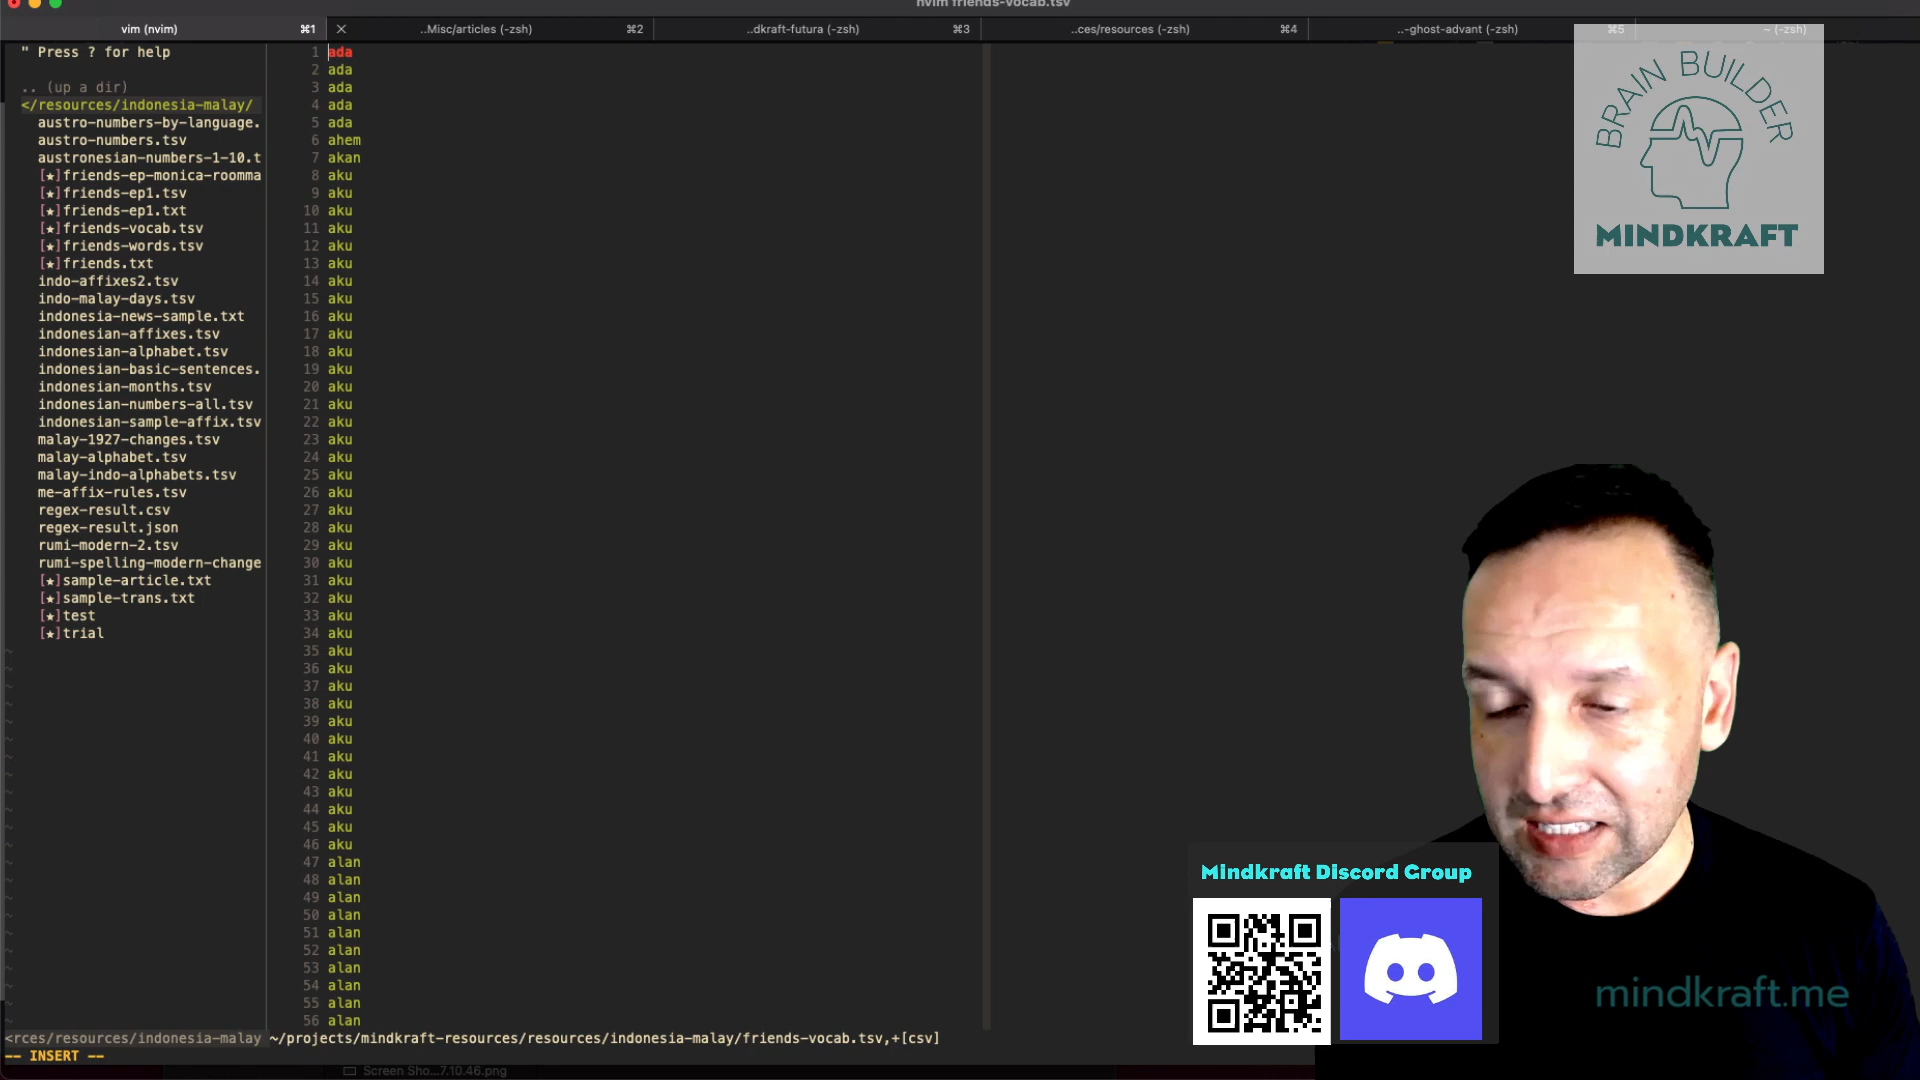 nvim friends-vocab.tsv
vim (nvim) ⌘1
..Misc/articles (-zsh) ⌘2
..dkraft-futura (-zsh) ⌘3
..ces/resources (-zsh) ⌘4
..-ghost-advant (-zsh) ⌘5
~ (-zsh)
" Press ? for help
.. (up a dir)
</resources/indonesia-malay/
austro-numbers-by-language.
austro-numbers.tsv
austronesian-numbers-1-10.t
[★]friends-ep-monica-roomma
[★]friends-ep1.tsv
[★]friends-ep1.txt
[★]friends-vocab.tsv
[★]friends-words.tsv
[★]friends.txt
indo-affixes2.tsv
indo-malay-days.tsv
indonesia-news-sample.txt
indonesian-affixes.tsv
indonesian-alphabet.tsv
indonesian-basic-sentences.
indonesian-months.tsv
indonesian-numbers-all.tsv
indonesian-sample-affix.tsv
malay-1927-changes.tsv
malay-alphabet.tsv
malay-indo-alphabets.tsv
me-affix-rules.tsv
regex-result.csv
regex-result.json
rumi-modern-2.tsv
rumi-spelling-modern-change
[★]sample-article.txt
[★]sample-trans.txt
[★]test
[★]trial
1 ada
2 ada
3 ada
4 ada
5 ada
6 ahem
7 akan
8 aku
9 aku
10 aku
11 aku
12 aku
13 aku
14 aku
15 aku
16 aku
17 aku
18 aku
19 aku
20 aku
21 aku
22 aku
23 aku
24 aku
25 aku
26 aku
27 aku
28 aku
29 aku
30 aku
31 aku
32 aku
33 aku
34 aku
35 aku
36 aku
37 aku
38 aku
39 aku
40 aku
41 aku
42 aku
43 aku
44 aku
45 aku
46 aku
47 alan
48 alan
49 alan
50 alan
51 alan
52 alan
53 alan
54 alan
55 alan
56 alan
<rces/resources/indonesia-malay ~/projects/mindkraft-resources/resources/indonesia-malay/friends-vocab.tsv,+[csv]
-- INSERT --
Screen Sho...7.10.46.png
BRAIN BUILDER
MINDKRAFT
Mindkraft Discord Group
mindkraft.me